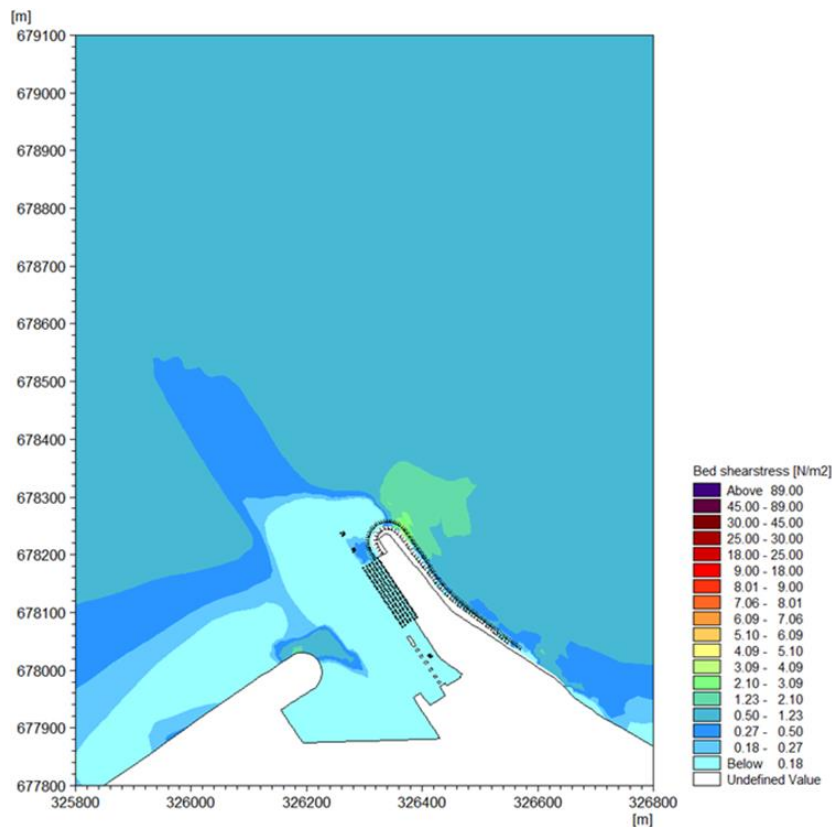 [m]
679100
679000
678900
678800
678700
678600
678500
678400
678300
678200
678100
678000
677900
677800
325800 326000 326200 326400 326600 326800
[m]
Bed shearstress [N/m2]
Above 89.00
45.00 - 89.00
30.00 - 45.00
25.00 - 30.00
18.00 - 25.00
9.00 - 18.00
8.01 - 9.00
7.06 - 8.01
6.09 - 7.06
5.10 - 6.09
4.09 - 5.10
3.09 - 4.09
2.10 - 3.09
1.23 - 2.10
0.50 - 1.23
0.27 - 0.50
0.18 - 0.27
Below 0.18
Undefined Value